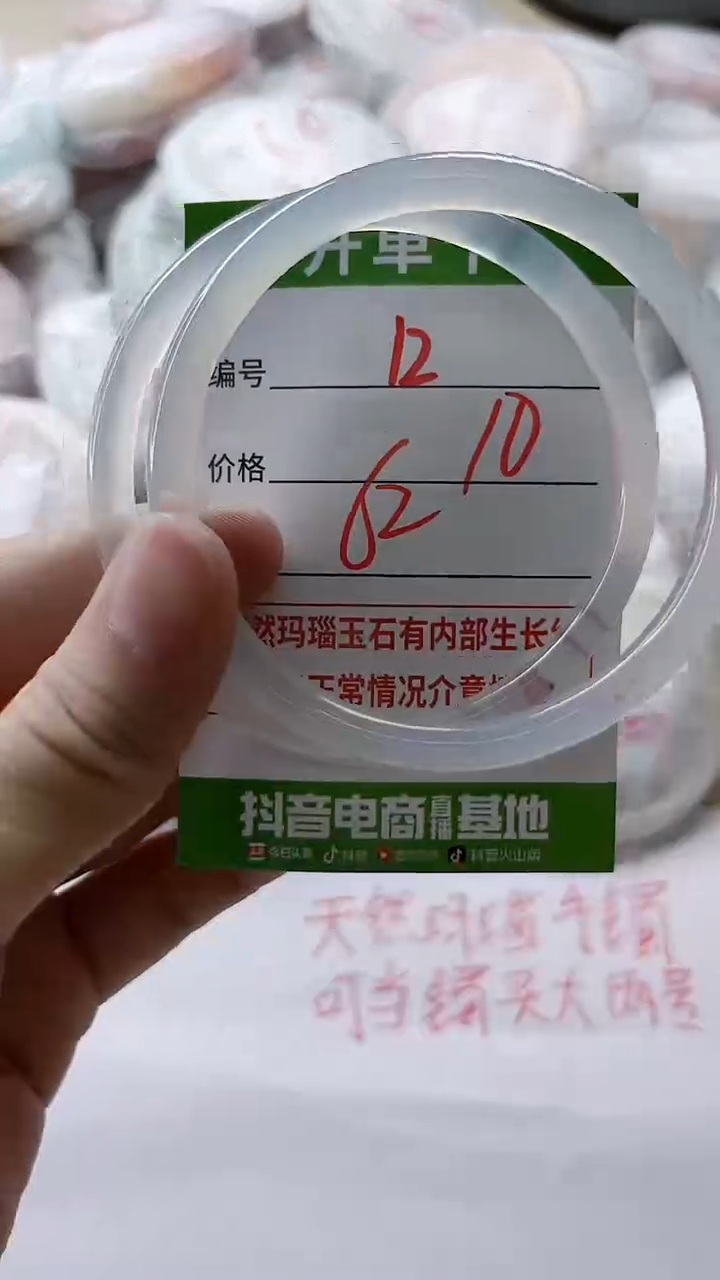 开单卡
编号 12
价格 10
62
然玛瑙玉石有内部生长
正常情况介意
抖音电商直播基地
今日头条 抖音 抖音火山版
天然玛瑙手镯
可当镯头大两号